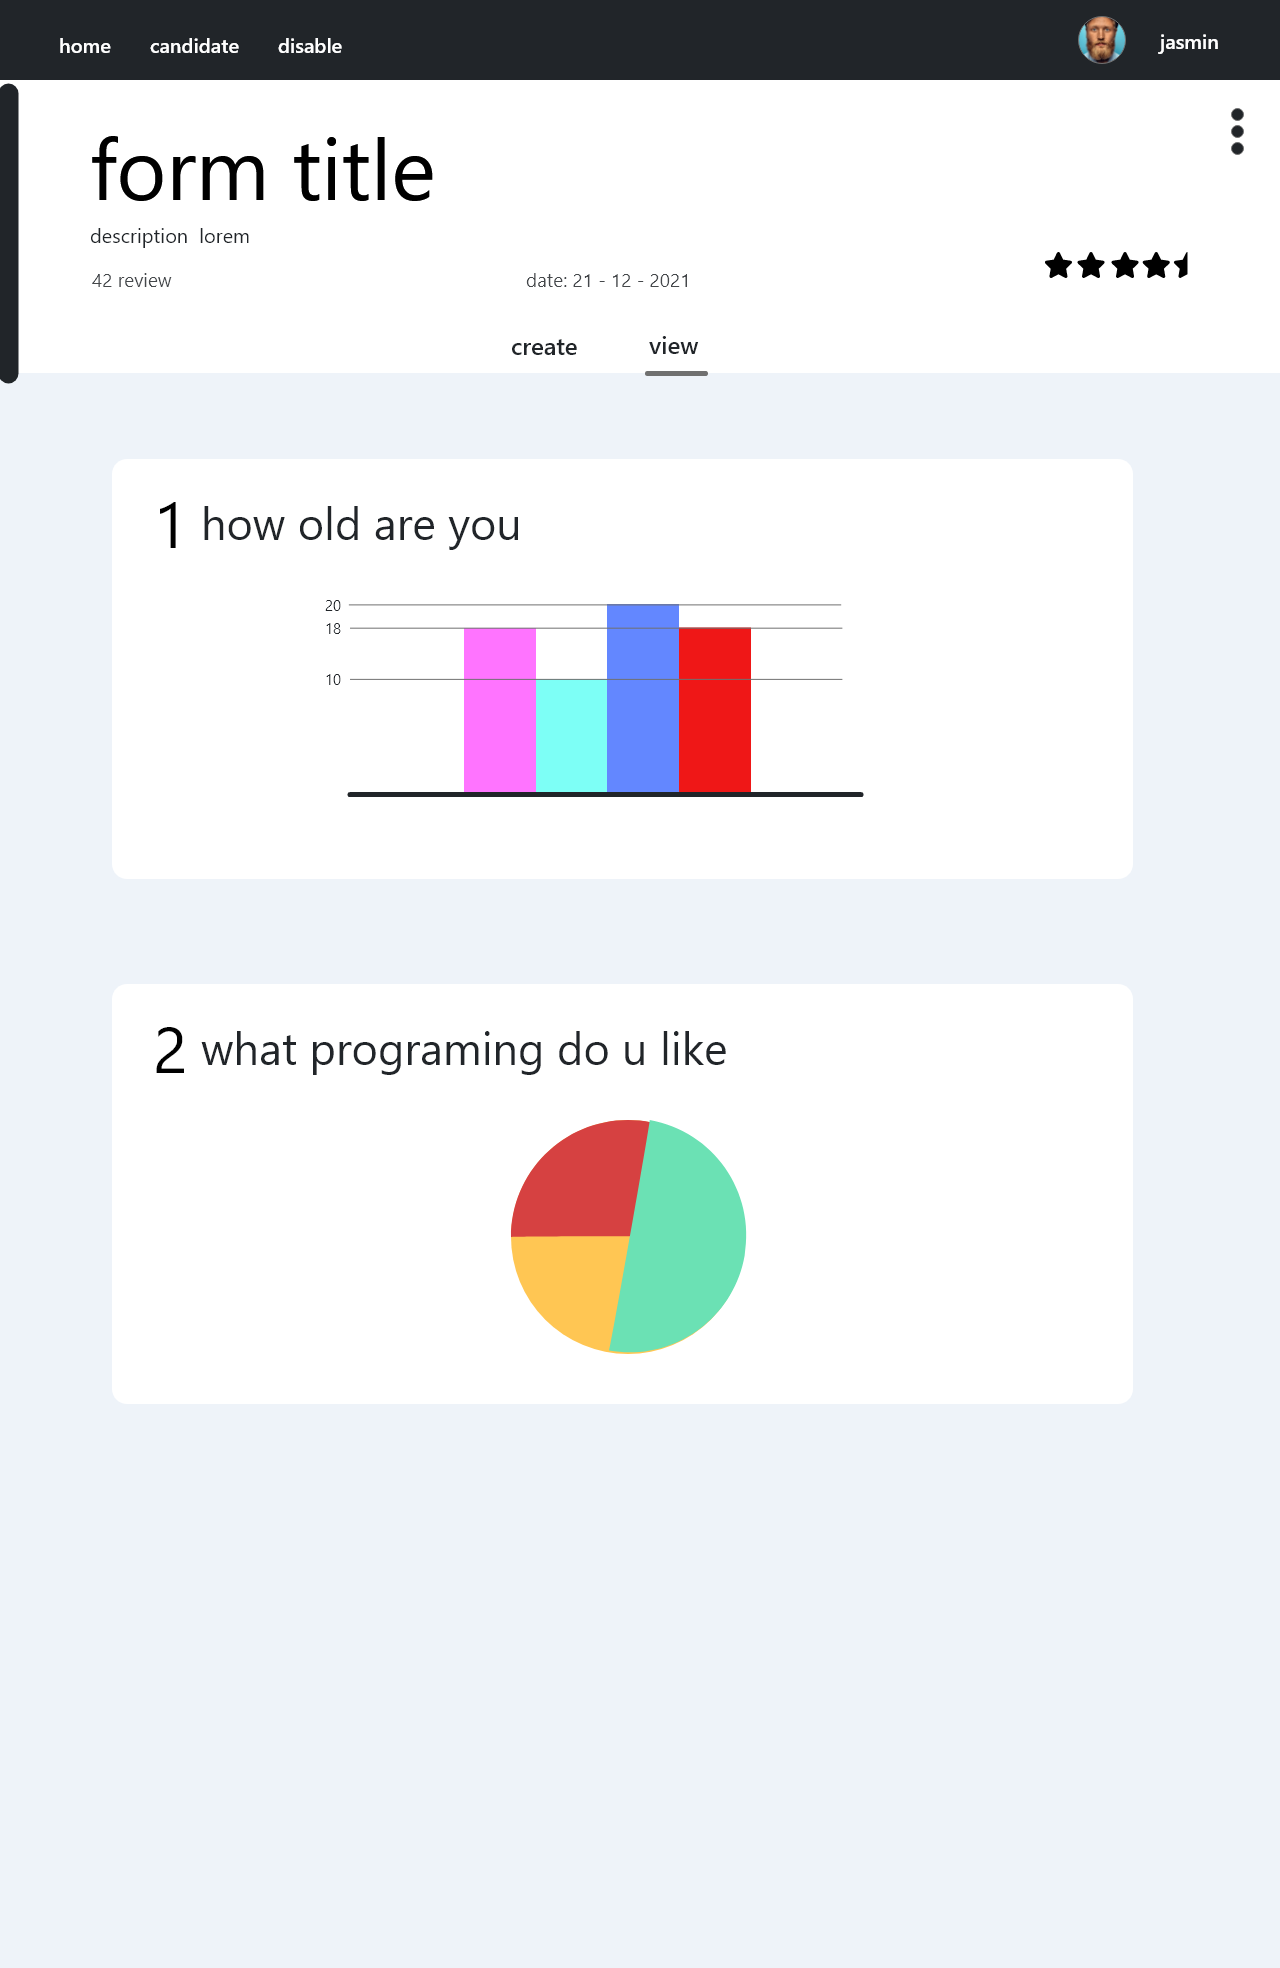 home candidate disable jasmin
form title
description lorem
42 review date: 21 - 12 - 2021
create view
1 how old are you
20
18
10
2 what programing do u like